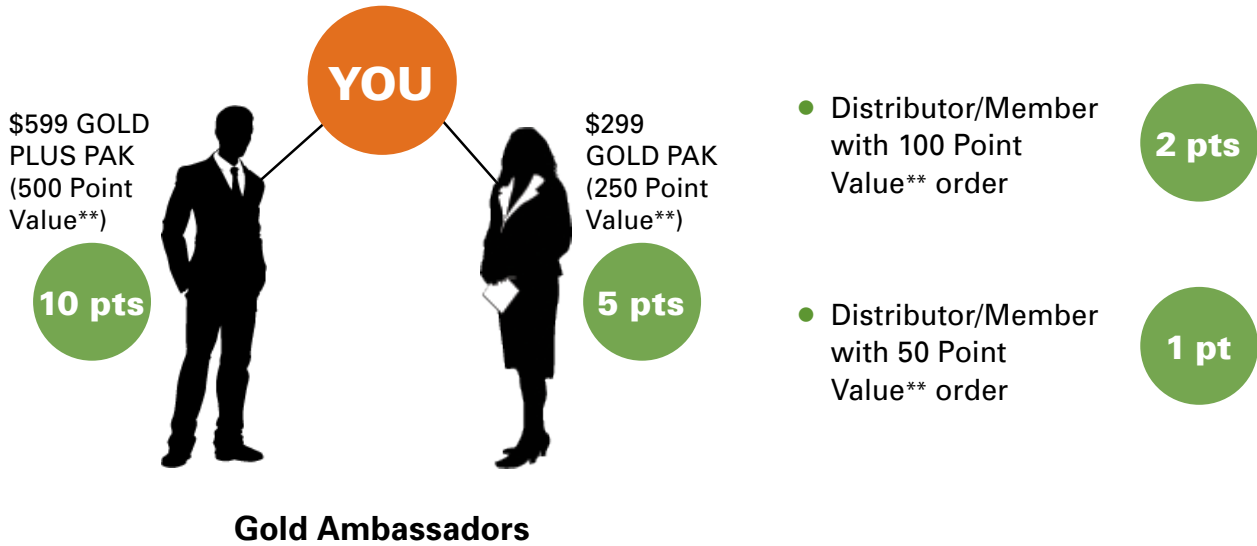 YOU
$599 GOLD
PLUS PAK
(500 Point
Value**)
10 pts
$299
GOLD PAK
(250 Point
Value**)
5 pts
Gold Ambassadors
● Distributor/Member
with 100 Point
Value** order
2 pts
● Distributor/Member
with 50 Point
Value** order
1 pt